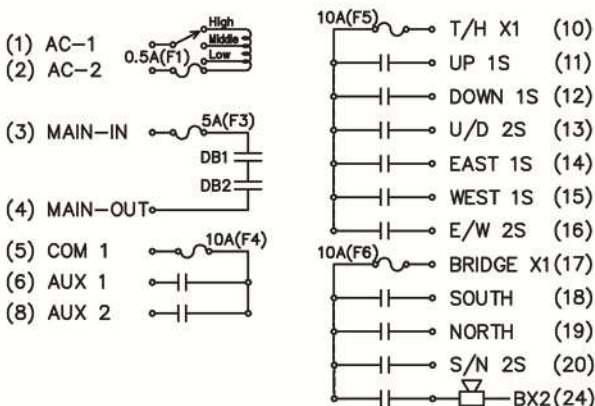 High
(1) AC-1
Middle
0.5A(F1)
Low
(2) AC-2
(3) MAIN-IN
5A(F3)
DB1
DB2
(4) MAIN-OUT
(5) COM 1
10A(F4)
(6) AUX 1
(8) AUX 2
10A(F5)
T/H X1 (10)
UP 1S (11)
DOWN 1S (12)
U/D 2S (13)
EAST 1S (14)
WEST 1S (15)
E/W 2S (16)
10A(F6)
BRIDGE X1(17)
SOUTH (18)
NORTH (19)
S/N 2S (20)
BX2(24)